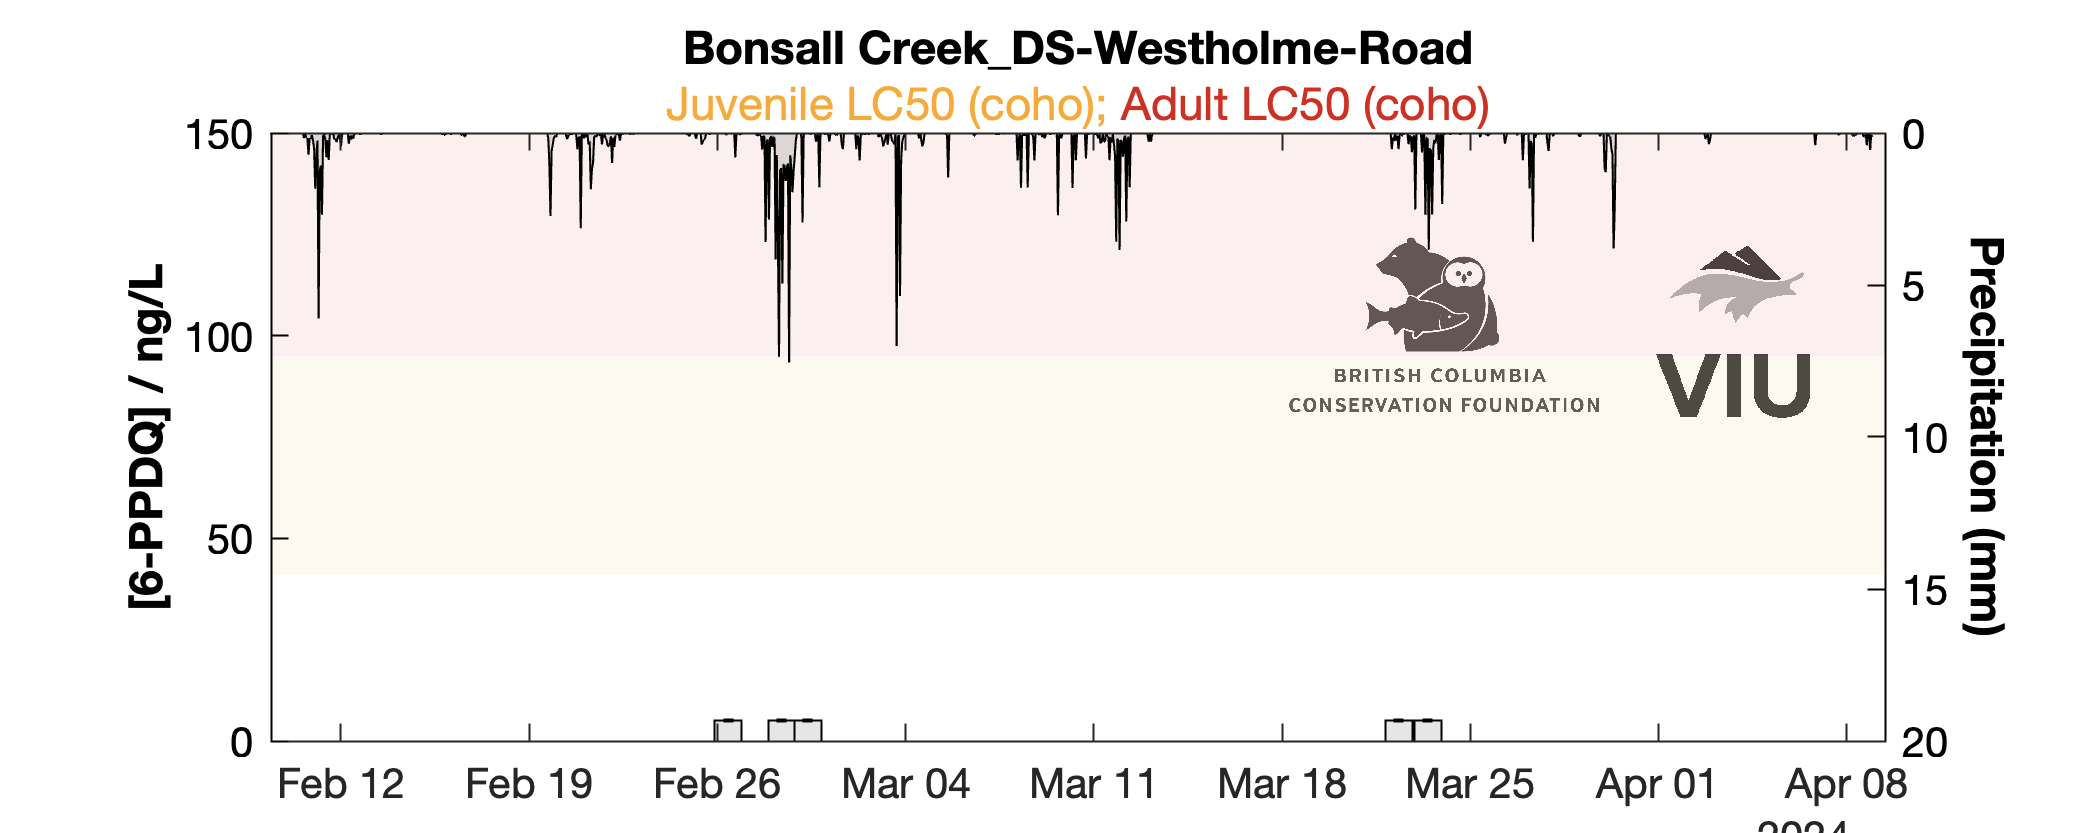 Bonsall Creek_DS-Westholme-Road
Juvenile LC50 (coho); Adult LC50 (coho)
[6-PPDQ] / ng/L
150
100
50
0
0
5
10
15
20
Precipitation (mm)
BRITISH COLUMBIA
CONSERVATION FOUNDATION
VIU
Feb 12 Feb 19 Feb 26 Mar 04 Mar 11 Mar 18 Mar 25 Apr 01 Apr 08
2024